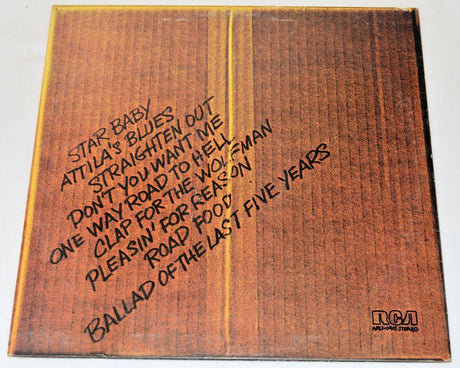 STAR BABY
ATTILA'S BLUES
STRAIGHTEN OUT
DON'T YOU WANT ME
ONE WAY ROAD TO HELL
CLAP FOR THE WOLFMAN
PLEASIN' FOR REASON
ROAD FOOD
BALLAD OF THE LAST FIVE YEARS
RCA
STEREO